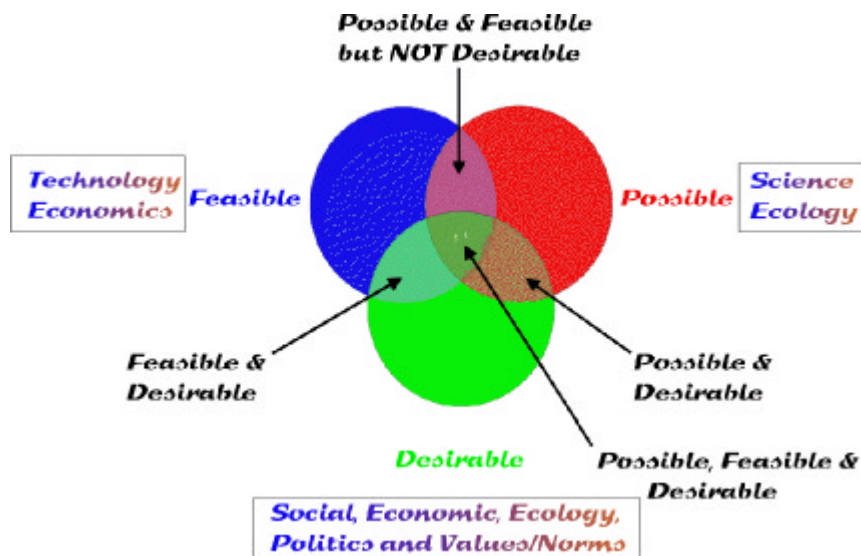 Possible & Feasible
but NOT Desirable
Technology
Economics
Feasible
Possible
Science
Ecology
Feasible &
Desirable
Possible &
Desirable
Desirable
Possible, Feasible &
Desirable
Social, Economic, Ecology,
Politics and Values/Norms